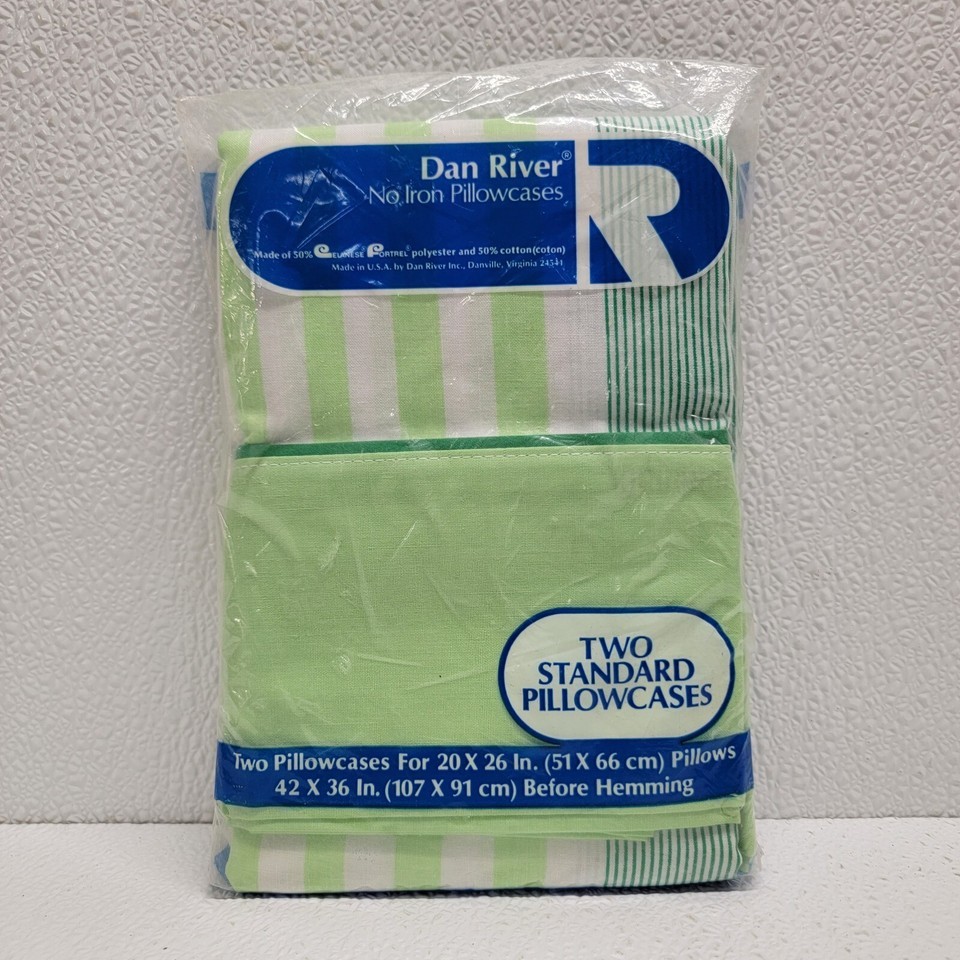 Dan River®
No Iron Pillowcases
R
Made of 50% CELANESE FORTREL® polyester and 50% cotton(coton)
Made in U.S.A. by Dan River Inc., Danville, Virginia 24541
TWO
STANDARD
PILLOWCASES
Two Pillowcases For 20 X 26 In. (51 X 66 cm) Pillows
42 X 36 In. (107 X 91 cm) Before Hemming